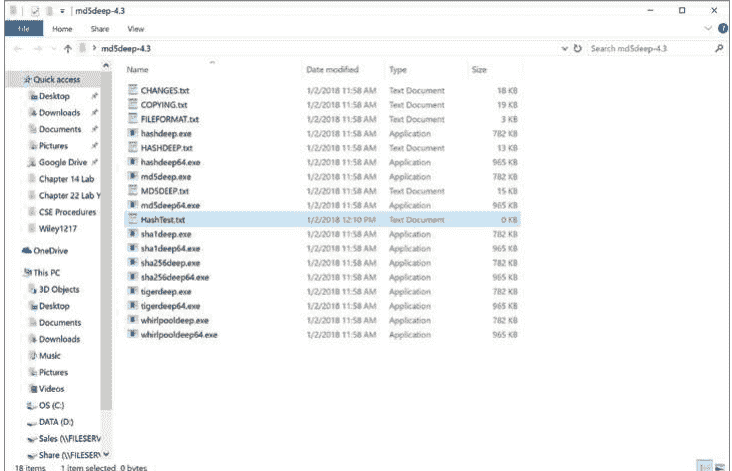 md5deep-4.3
File Home Share View
md5deep-4.3 Search md5deep-4.3
Name Date modified Type Size
Quick access
Desktop
Downloads
Documents
Pictures
Google Drive
Chapter 14 Lab
Chapter 22 Lab Y
CSE Procedures
Wiley1217
OneDrive
This PC
3D Objects
Desktop
Documents
Downloads
Music
Pictures
Videos
OS (C:)
DATA (D:)
Sales (\\FILESERV
Share (\\FILESERV
CHANGES.txt 1/2/2018 11:58 AM Text Document 18 KB
COPYING.txt 1/2/2018 11:58 AM Text Document 19 KB
FILEFORMAT.txt 1/2/2018 11:58 AM Text Document 3 KB
hashdeep.exe 1/2/2018 11:58 AM Application 782 KB
HASHDEEP.txt 1/2/2018 11:58 AM Text Document 13 KB
hashdeep64.exe 1/2/2018 11:58 AM Application 965 KB
md5deep.exe 1/2/2018 11:58 AM Application 782 KB
MD5DEEP.txt 1/2/2018 11:58 AM Text Document 15 KB
md5deep64.exe 1/2/2018 11:58 AM Application 965 KB
HashTest.txt 1/2/2018 12:10 PM Text Document 0 KB
sha1deep.exe 1/2/2018 11:58 AM Application 782 KB
sha1deep64.exe 1/2/2018 11:58 AM Application 965 KB
sha256deep.exe 1/2/2018 11:58 AM Application 782 KB
sha256deep64.exe 1/2/2018 11:58 AM Application 965 KB
tigerdeep.exe 1/2/2018 11:58 AM Application 782 KB
tigerdeep64.exe 1/2/2018 11:58 AM Application 965 KB
whirlpooldeep.exe 1/2/2018 11:58 AM Application 782 KB
whirlpooldeep64.exe 1/2/2018 11:58 AM Application 965 KB
18 items 1 item selected 0 bytes